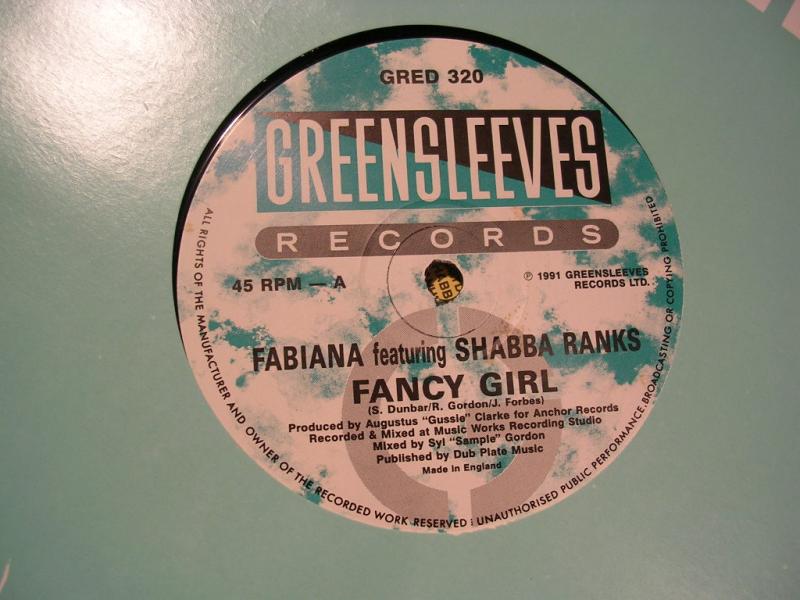 GRED 320
GREENSLEEVES
RECORDS
45 RPM — A
℗ 1991 GREENSLEEVES
RECORDS LTD.
FABIANA featuring SHABBA RANKS
FANCY GIRL
(S. Dunbar/R. Gordon/J. Forbes)
Produced by Augustus "Gussie" Clarke for Anchor Records
Recorded & Mixed at Music Works Recording Studio
Mixed by Syl "Sample" Gordon
Published by Dub Plate Music
Made in England
ALL RIGHTS OF THE MANUFACTURER AND OWNER OF THE RECORDED WORK RESERVED : UNAUTHORISED PUBLIC PERFORMANCE, BROADCASTING OR COPYING PROHIBITED